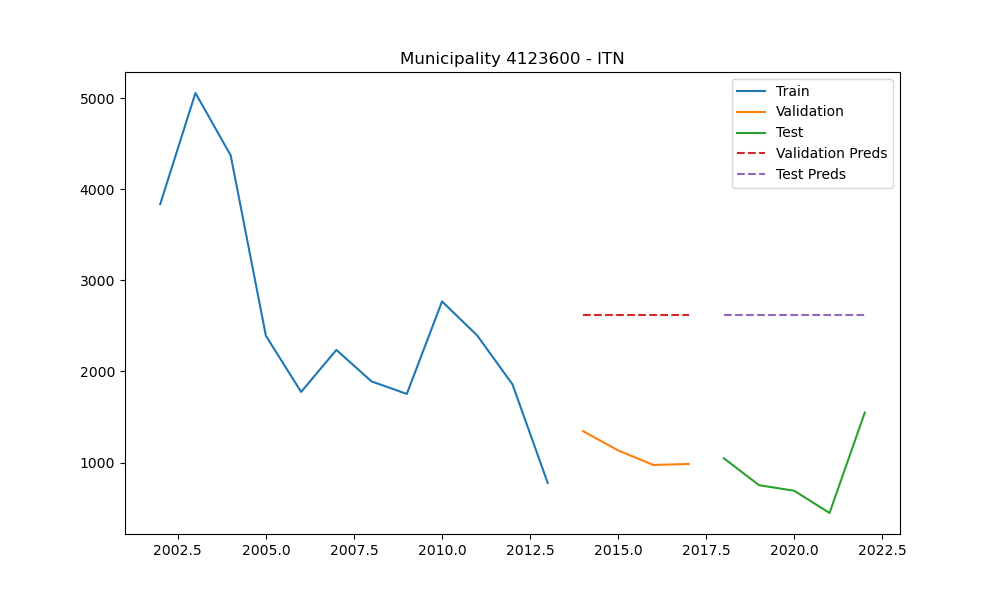 Municipality 4123600 - ITN
Train
Validation
Test
Validation Preds
Test Preds
5000
4000
3000
2000
1000
2002.5 2005.0 2007.5 2010.0 2012.5 2015.0 2017.5 2020.0 2022.5